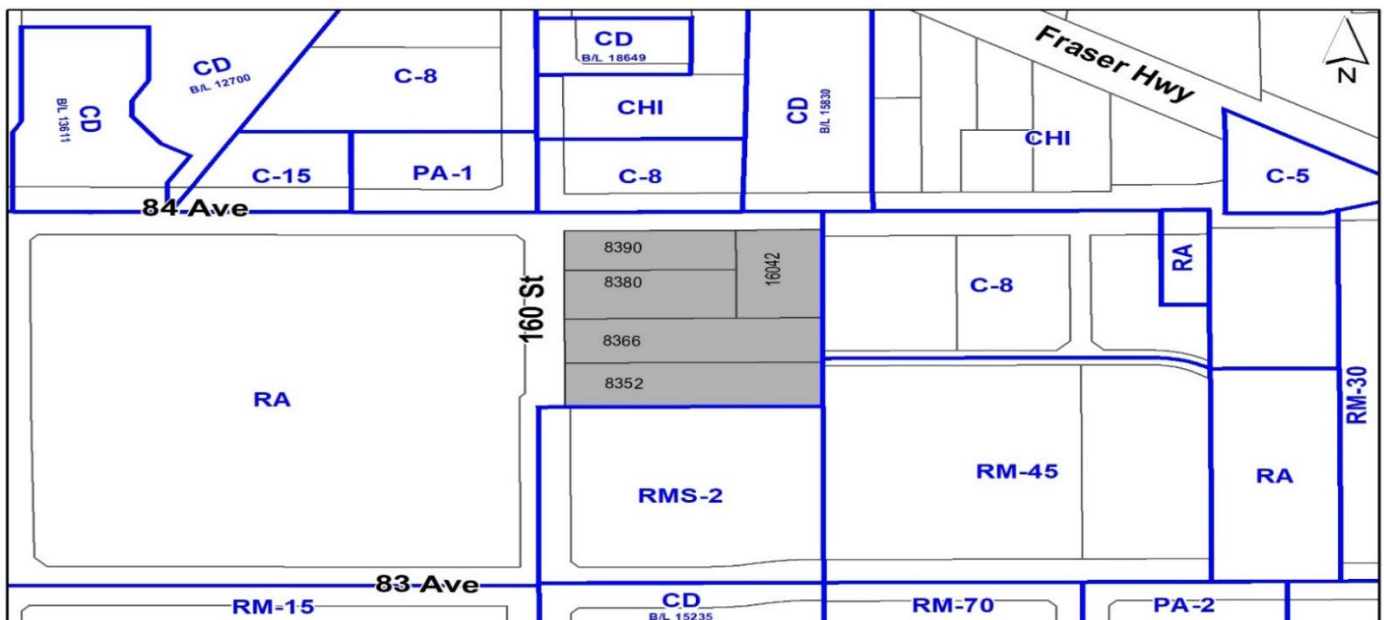 CD
B/L 13611
CD
B/L 12700
C-8
CD
B/L 18649
CHI
CD
B/L 15830
Fraser Hwy
N
CHI
C-15
PA-1
C-8
C-5
84 Ave
160 St
8390
8380
16042
8366
8352
C-8
RA
RA
RMS-2
RM-45
RA
RM-30
83 Ave
RM-15
CD
B/L 15235
RM-70
PA-2